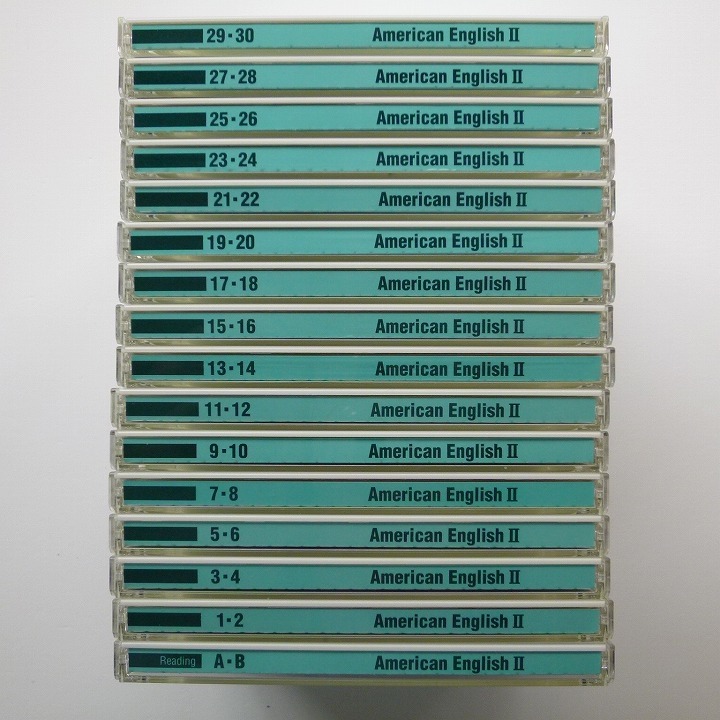 29・30 American English Ⅱ
27・28 American English Ⅱ
25・26 American English Ⅱ
23・24 American English Ⅱ
21・22 American English Ⅱ
19・20 American English Ⅱ
17・18 American English Ⅱ
15・16 American English Ⅱ
13・14 American English Ⅱ
11・12 American English Ⅱ
9・10 American English Ⅱ
7・8 American English Ⅱ
5・6 American English Ⅱ
3・4 American English Ⅱ
1・2 American English Ⅱ
Reading A・B American English Ⅱ